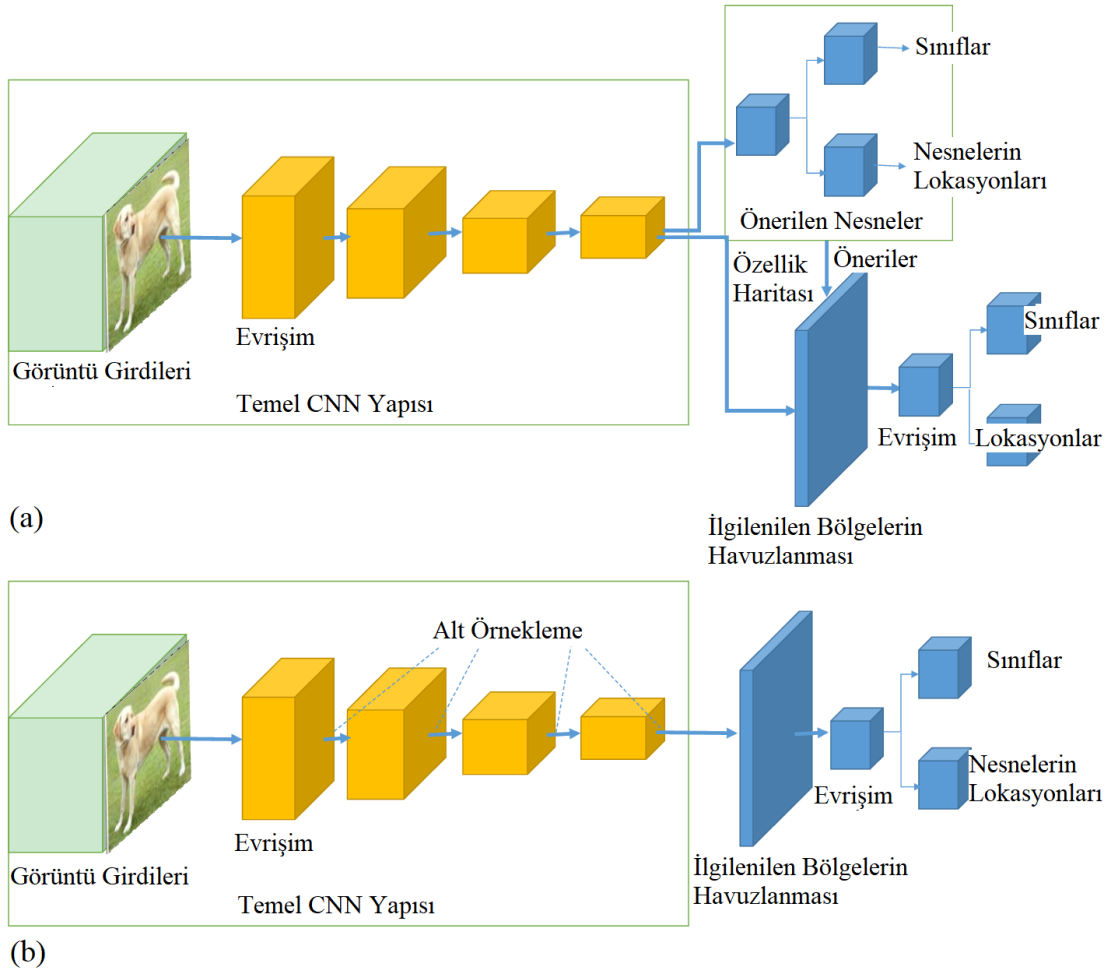 Sınıflar
Nesnelerin
Lokasyonları
Önerilen Nesneler
Özellik
Haritası
Öneriler
Sınıflar
Evrişim
Görüntü Girdileri
Temel CNN Yapısı
Evrişim
Lokasyonlar
(a)
İlgilenilen Bölgelerin
Havuzlanması
Alt Örnekleme
Sınıflar
Nesnelerin
Lokasyonları
Evrişim
Evrişim
Görüntü Girdileri
İlgilenilen Bölgelerin
Havuzlanması
Temel CNN Yapısı
(b)